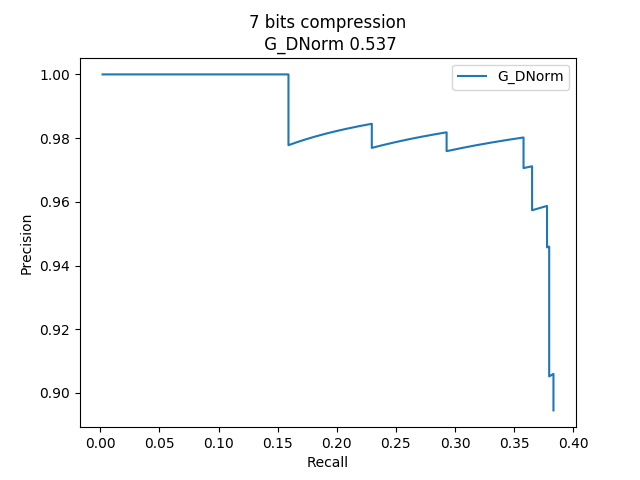 7 bits compression
G_DNorm 0.537
G_DNorm
1.00
0.98
0.96
0.94
0.92
0.90
Precision
0.00 0.05 0.10 0.15 0.20 0.25 0.30 0.35 0.40
Recall